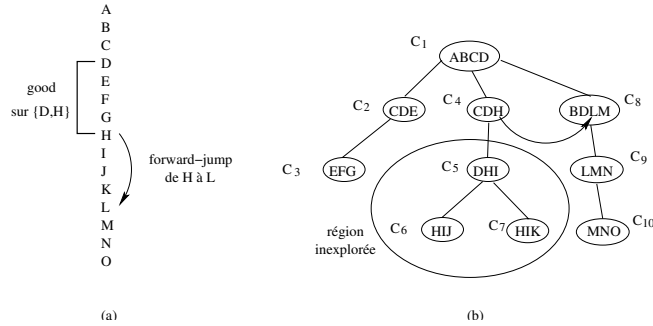 A
B
C
D
E
F
G
H
I
J
K
L
M
N
O
good
sur {D,H}
forward−jump
de H à L
(a)
C1
ABCD
C2
CDE
C4
CDH
BDLM
C8
C3
EFG
C5
DHI
LMN
C9
C6
HIJ
C7
HIK
MNO
C10
région
inexplorée
(b)